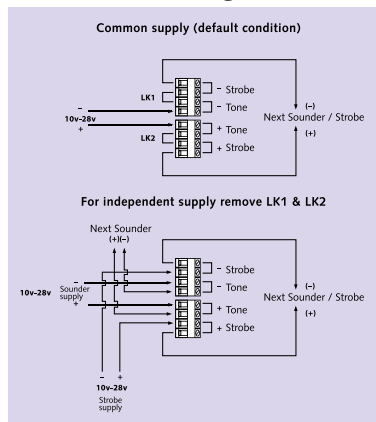 Common supply (default condition)
LK1
– Strobe
– Tone
–
10v–28v
+
(–)
Next Sounder / Strobe
(+)
LK2
+ Tone
+ Strobe
For independent supply remove LK1 & LK2
Next Sounder
(+)(–)
– Strobe
– Tone
–
10v–28v
Sounder
supply
+
(–)
Next Sounder / Strobe
(+)
+ Tone
+ Strobe
– +
10v–28v
Strobe
supply